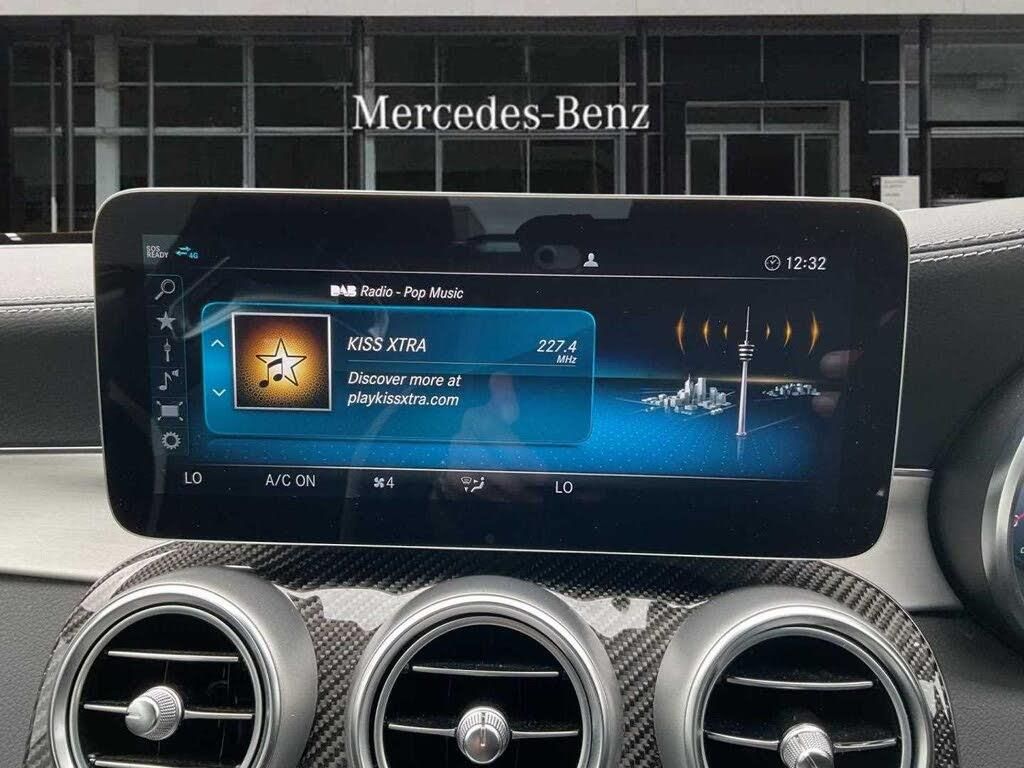 Mercedes-Benz
SOS
READY 4G
12:32
DAB Radio - Pop Music
KISS XTRA
227.4
MHz
Discover more at
playkissxtra.com
LO A/C ON 4 LO